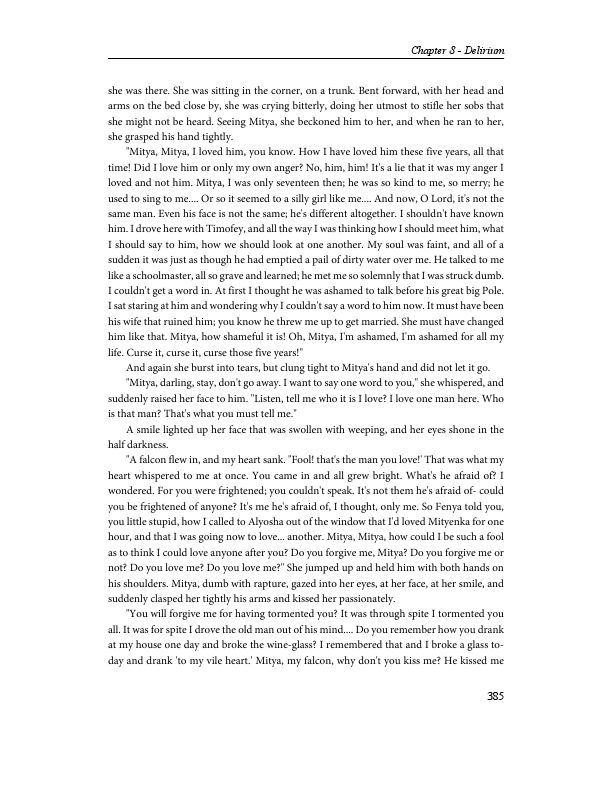 Chapter 8 - Delirium
she was there. She was sitting in the corner, on a trunk. Bent forward, with her head and
arms on the bed close by, she was crying bitterly, doing her utmost to stifle her sobs that
she might not be heard. Seeing Mitya, she beckoned him to her, and when he ran to her,
she grasped his hand tightly.
"Mitya, Mitya, I loved him, you know. How I have loved him these five years, all that
time! Did I love him or only my own anger? No, him, him! It's a lie that it was my anger I
loved and not him. Mitya, I was only seventeen then; he was so kind to me, so merry; he
used to sing to me.... Or so it seemed to a silly girl like me.... And now, O Lord, it's not the
same man. Even his face is not the same; he's different altogether. I shouldn't have known
him. I drove here with Timofey, and all the way I was thinking how I should meet him, what
I should say to him, how we should look at one another. My soul was faint, and all of a
sudden it was just as though he had emptied a pail of dirty water over me. He talked to me
like a schoolmaster, all so grave and learned; he met me so solemnly that I was struck dumb.
I couldn't get a word in. At first I thought he was ashamed to talk before his great big Pole.
I sat staring at him and wondering why I couldn't say a word to him now. It must have been
his wife that ruined him; you know he threw me up to get married. She must have changed
him like that. Mitya, how shameful it is! Oh, Mitya, I'm ashamed, I'm ashamed for all my
life. Curse it, curse it, curse those five years!"
And again she burst into tears, but clung tight to Mitya's hand and did not let it go.
"Mitya, darling, stay, don't go away. I want to say one word to you," she whispered, and
suddenly raised her face to him. "Listen, tell me who it is I love? I love one man here. Who
is that man? That's what you must tell me."
A smile lighted up her face that was swollen with weeping, and her eyes shone in the
half darkness.
"A falcon flew in, and my heart sank. "Fool! that's the man you love!' That was what my
heart whispered to me at once. You came in and all grew bright. What's he afraid of? I
wondered. For you were frightened; you couldn't speak. It's not them he's afraid of- could
you be frightened of anyone? It's me he's afraid of, I thought, only me. So Fenya told you,
you little stupid, how I called to Alyosha out of the window that I'd loved Mityenka for one
hour, and that I was going now to love... another. Mitya, Mitya, how could I be such a fool
as to think I could love anyone after you? Do you forgive me, Mitya? Do you forgive me or
not? Do you love me? Do you love me?" She jumped up and held him with both hands on
his shoulders. Mitya, dumb with rapture, gazed into her eyes, at her face, at her smile, and
suddenly clasped her tightly his arms and kissed her passionately.
"You will forgive me for having tormented you? It was through spite I tormented you
all. It was for spite I drove the old man out of his mind.... Do you remember how you drank
at my house one day and broke the wine-glass? I remembered that and I broke a glass to-
day and drank 'to my vile heart.' Mitya, my falcon, why don't you kiss me? He kissed me
385